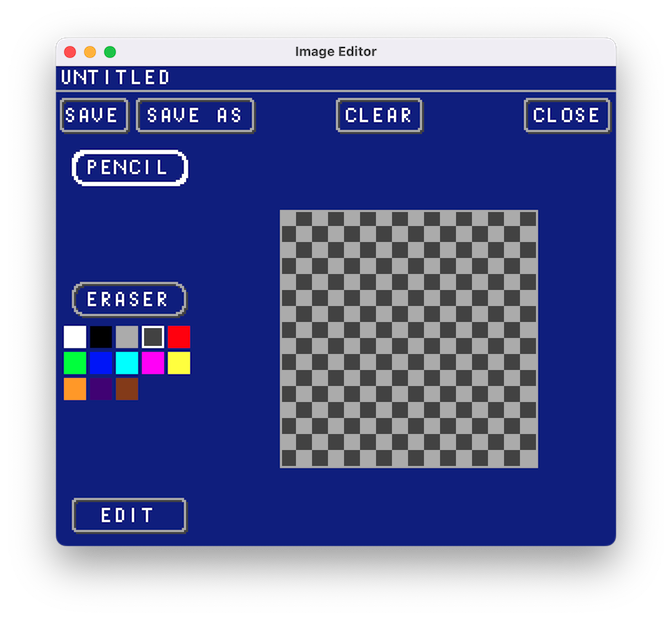 Image Editor
UNTITLED
SAVE SAVE AS CLEAR CLOSE
PENCIL
ERASER
EDIT